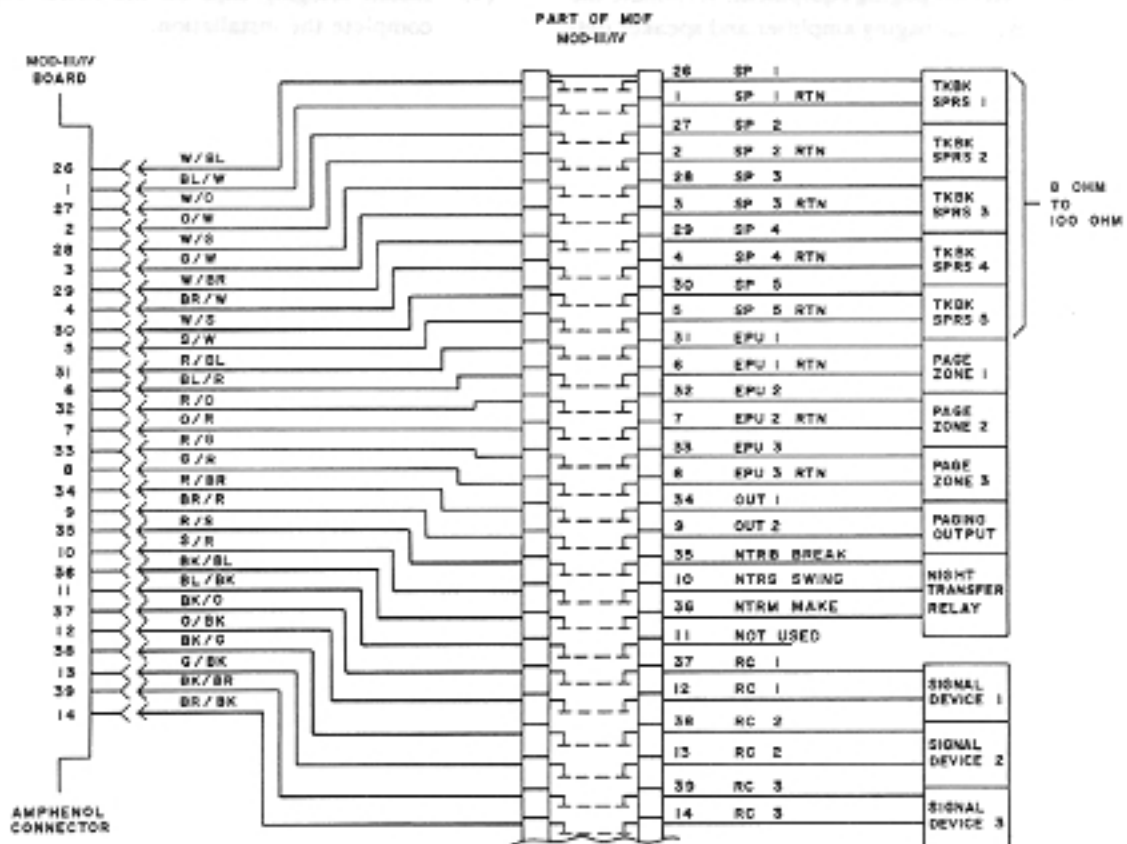 complete the installation
paging amplifier and speaker
PART OF MDF
MOD-III/IV
MOD-III/IV
BOARD
26 W/BL
1 BL/W
27 W/O
2 O/W
28 W/G
3 G/W
29 W/BR
4 BR/W
30 W/S
5 S/W
31 R/BL
6 BL/R
32 R/O
7 O/R
33 R/G
8 G/R
34 R/BR
9 BR/R
35 R/S
10 S/R
36 BK/BL
11 BL/BK
37 BK/O
12 O/BK
38 BK/G
13 G/BK
39 BK/BR
14 BR/BK
AMPHENOL
CONNECTOR
26 SP 1
1 SP 1 RTN
27 SP 2
2 SP 2 RTN
28 SP 3
3 SP 3 RTN
29 SP 4
4 SP 4 RTN
30 SP 5
5 SP 5 RTN
31 EPU 1
6 EPU 1 RTN
32 EPU 2
7 EPU 2 RTN
33 EPU 3
8 EPU 3 RTN
34 OUT 1
9 OUT 2
35 NTRB BREAK
10 NTRS SWING
36 NTRM MAKE
11 NOT USED
37 RC 1
12 RC 1
38 RC 2
13 RC 2
39 RC 3
14 RC 3
TKBK
SPRS 1
TKBK
SPRS 2
TKBK
SPRS 3
TKBK
SPRS 4
TKBK
SPRS 5
PAGE
ZONE 1
PAGE
ZONE 2
PAGE
ZONE 3
PAGING
OUTPUT
NIGHT
TRANSFER
RELAY
SIGNAL
DEVICE 1
SIGNAL
DEVICE 2
SIGNAL
DEVICE 3
8 OHM
TO
100 OHM